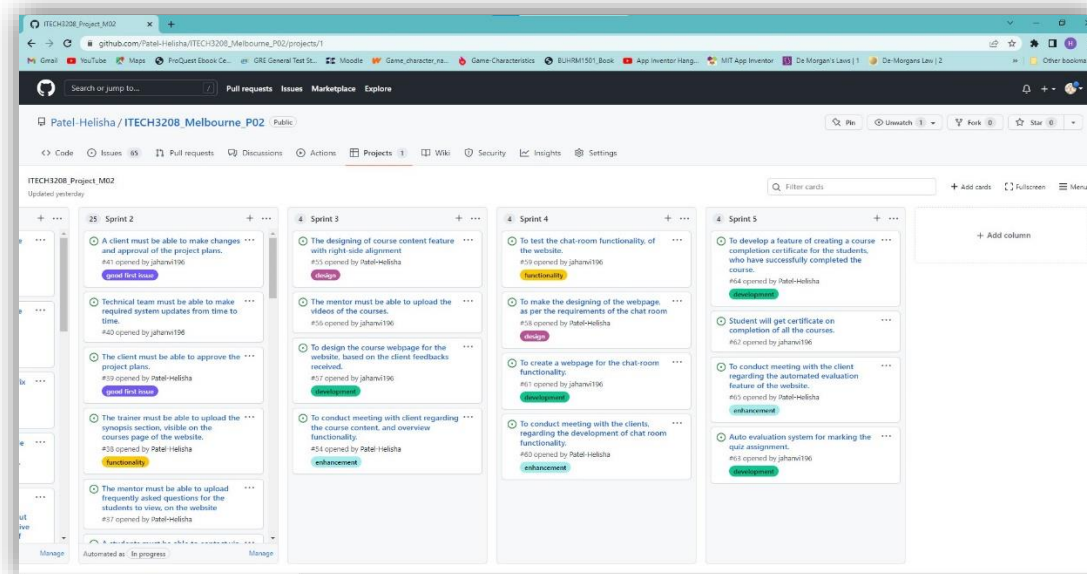 ITECH3208_Project_M02
github.com/Patel-Helisha/ITECH3208_Melbourne_P02/projects/1
Gmail YouTube Maps ProQuest Ebook Ce... GRE General Test St... Moodle Game_character_na... Game-Characteristics BUHRM1501_Book App inventor Hang... MIT App Inventor De Morgan's Laws | 1 De-Morgans Law | 2 » Other bookma
Search or jump to... / Pull requests Issues Marketplace Explore
Patel-Helisha / ITECH3208_Melbourne_P02 Public
Pin Unwatch 1 Fork 0 Star 0
Code Issues 65 Pull requests Discussions Actions Projects 1 Wiki Security Insights Settings
ITECH3208_Project_M02
Updated yesterday
Filter cards + Add cards Fullscreen Menu
25 Sprint 2
A client must be able to make changes
and approval of the project plans.
#41 opened by jahanvi196
good first issue
Technical team must be able to make
required system updates from time to
time.
#40 opened by jahanvi196
The client must be able to approve the
project plans.
#39 opened by Patel-Helisha
good first issue
The trainer must be able to upload the
synopsis section, visible on the
courses page of the website.
#38 opened by Patel-Helisha
functionality
The mentor must be able to upload
frequently asked questions for the
students to view, on the website
#37 opened by Patel-Helisha
Manage
Automated as In progress Manage
4 Sprint 3
The designing of course content feature
with right-side alignment
#55 opened by Patel-Helisha
design
The mentor must be able to upload the
videos of the courses.
#56 opened by jahanvi196
To design the course webpage for the
website, based on the client feedbacks
received.
#57 opened by Patel-Helisha
development
To conduct meeting with client regarding
the course content, and overview
functionality.
#54 opened by Patel-Helisha
enhancement
4 Sprint 4
To test the chat-room functionality, of
the website.
#59 opened by jahanvi196
functionality
To make the designing of the webpage,
as per the requirements of the chat room
#58 opened by Patel-Helisha
design
To create a webpage for the chat-room
functionality.
#61 opened by jahanvi196
development
To conduct meeting with the clients,
regarding the development of chat room
functionality.
#60 opened by Patel-Helisha
enhancement
4 Sprint 5
To develop a feature of creating a course
completion certificate for the students,
who have successfully completed the
course.
#64 opened by Patel-Helisha
development
Student will get certificate on
completion of all the courses.
#62 opened by jahanvi196
To conduct meeting with the client
regarding the automated evaluation
feature of the website.
#65 opened by Patel-Helisha
enhancement
Auto evaluation system for marking the
quiz assignment.
#63 opened by jahanvi196
development
+ Add column